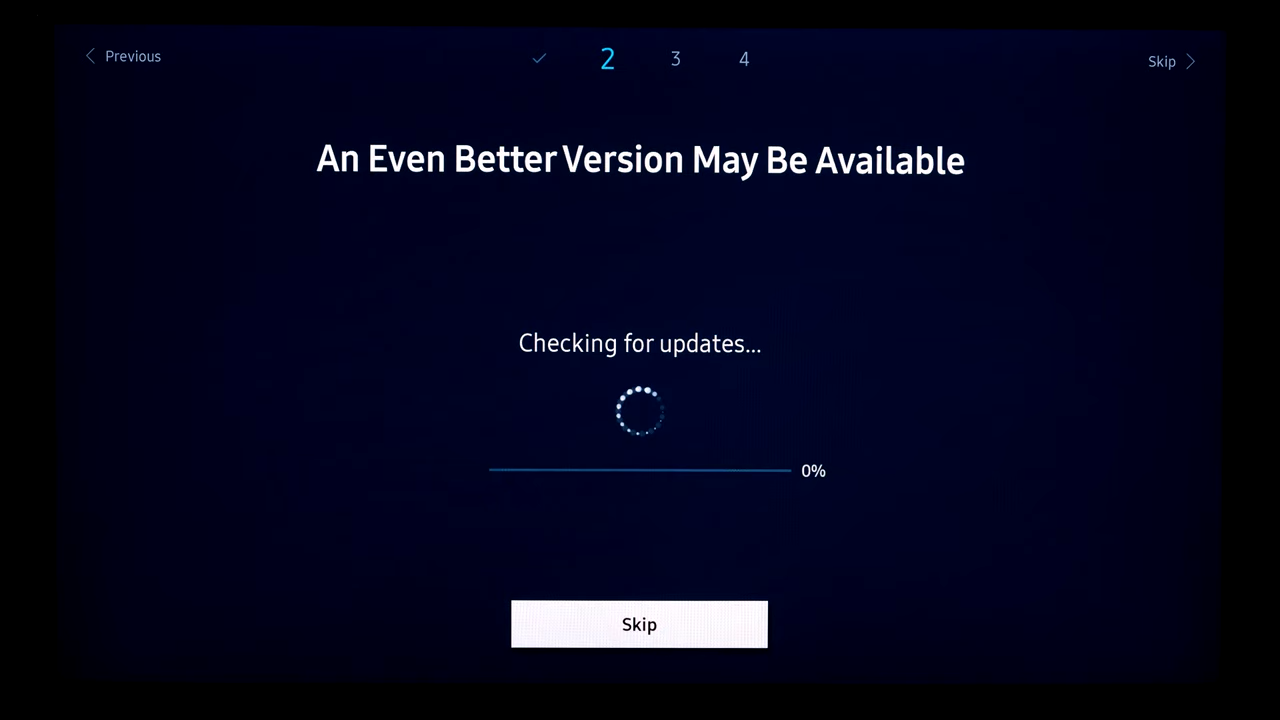 Previous
2
3
4
Skip
An Even Better Version May Be Available
Checking for updates...
0%
Skip